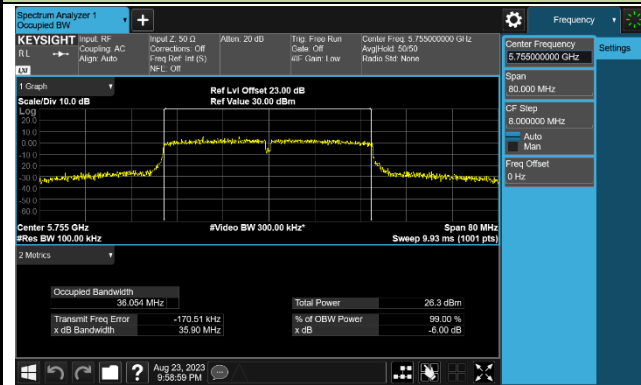 Spectrum Analyzer 1
Occupied BW
Frequency
KEYSIGHT
RL
Input: RF
Coupling: AC
Align: Auto
Input Z: 50 Ω
Corrections: Off
Freq Ref: Int (S)
NFE: Off
Atten: 20 dB
Trig: Free Run
Gate: Off
#IF Gain: Low
Center Freq: 5.755000000 GHz
Avg|Hold: 50/50
Radio Std: None
Center Frequency
5.755000000 GHz
Settings
Span
80.000 MHz
CF Step
8.000000 MHz
Auto
Man
Freq Offset
0 Hz
1 Graph
Scale/Div 10.0 dB
Ref Lvl Offset 23.00 dB
Ref Value 30.00 dBm
Log
20.0
10.0
0.00
-10.0
-20.0
-30.0
-40.0
-50.0
-60.0
Center 5.755 GHz
#Res BW 100.00 kHz
#Video BW 300.00 kHz*
Span 80 MHz
Sweep 9.93 ms (1001 pts)
2 Metrics
Occupied Bandwidth
36.054 MHz
Total Power
26.3 dBm
Transmit Freq Error
-170.51 kHz
% of OBW Power
99.00 %
x dB Bandwidth
35.90 MHz
x dB
-6.00 dB
Aug 23, 2023
9:58:59 PM